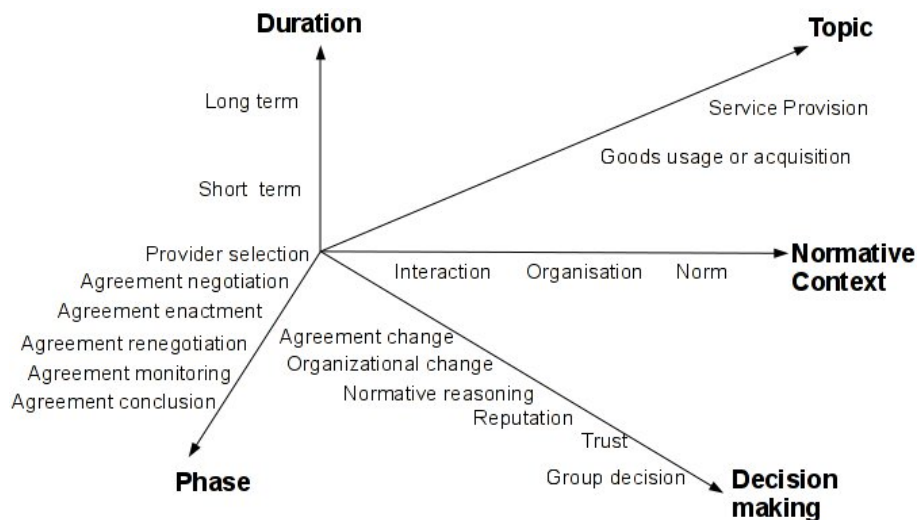 Duration
Topic
Long term
Service Provision
Goods usage or acquisition
Short term
Provider selection
Normative
Context
Interaction
Organisation
Norm
Agreement negotiation
Agreement enactment
Agreement renegotiation
Agreement monitoring
Agreement conclusion
Phase
Agreement change
Organizational change
Normative reasoning
Reputation
Trust
Group decision
Decision
making